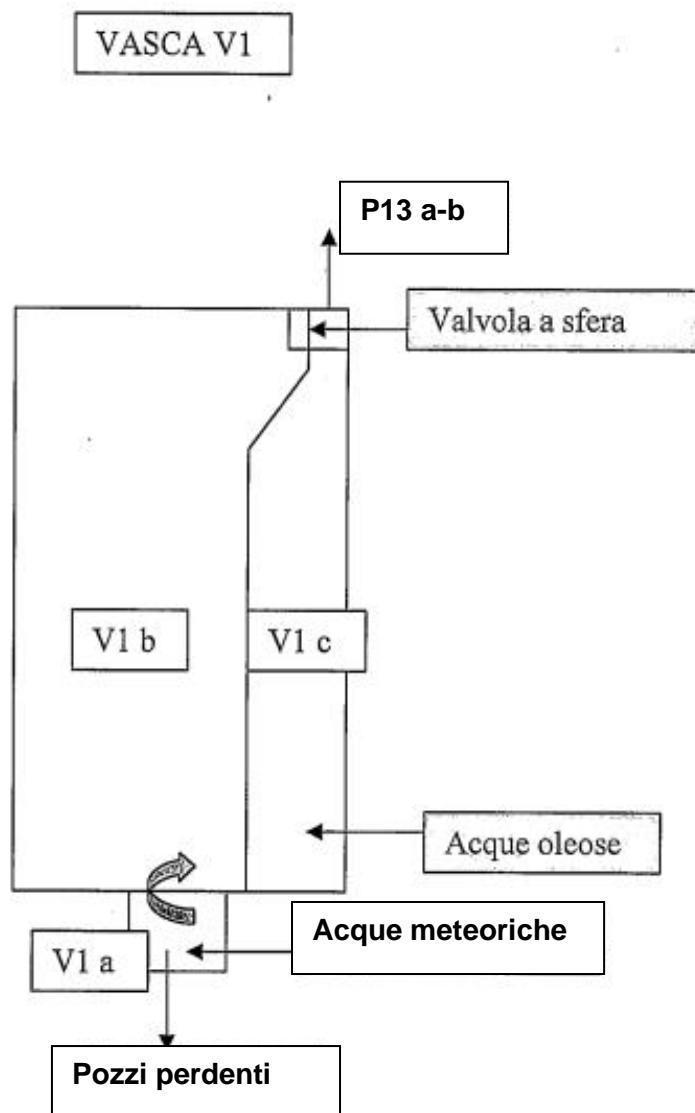 VASCA V1
P13 a-b
Valvola a sfera
V1 b
V1 c
Acque oleose
Acque meteoriche
V1 a
Pozzi perdenti